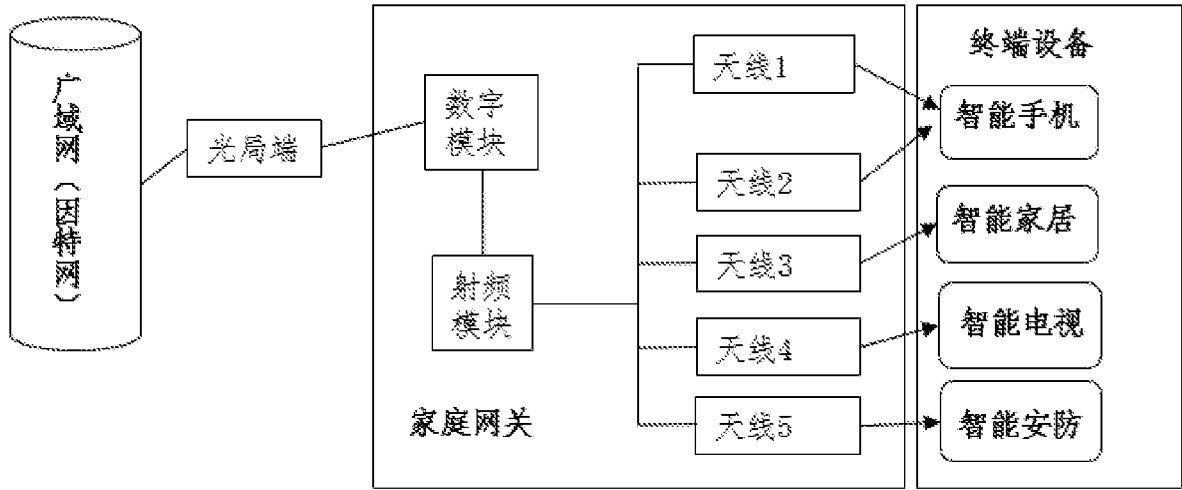 广域网（因特网）
光局端
数字
模块
射频
模块
家庭网关
天线1
天线2
天线3
天线4
天线5
终端设备
智能手机
智能家居
智能电视
智能安防